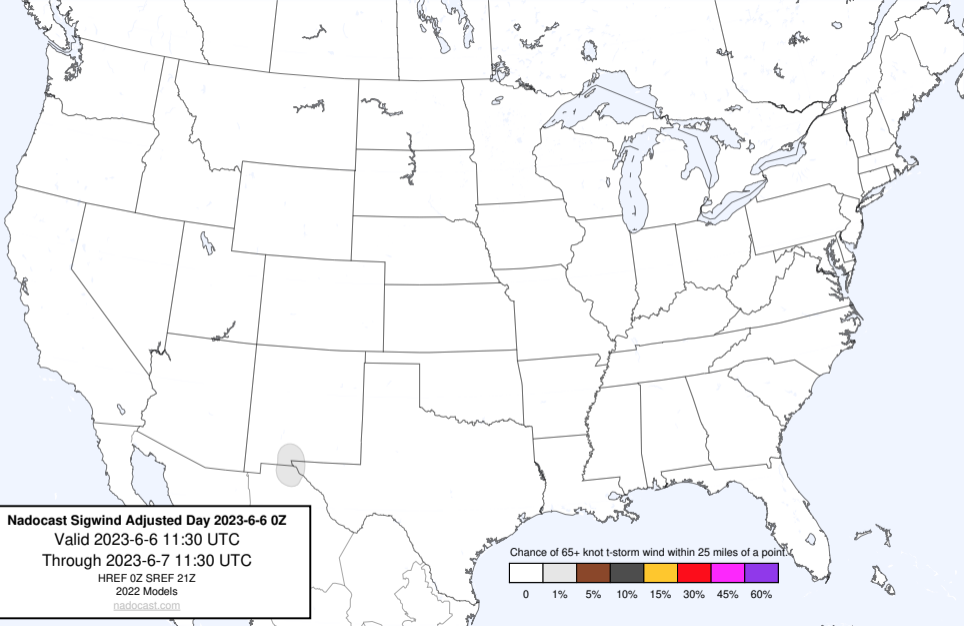 Nadocast Sigwind Adjusted Day 2023-6-6 0Z
Valid 2023-6-6 11:30 UTC
Through 2023-6-7 11:30 UTC
HREF 0Z SREF 21Z
2022 Models
nadocast.com
Chance of 65+ knot t-storm wind within 25 miles of a point.
0 1% 5% 10% 15% 30% 45% 60%